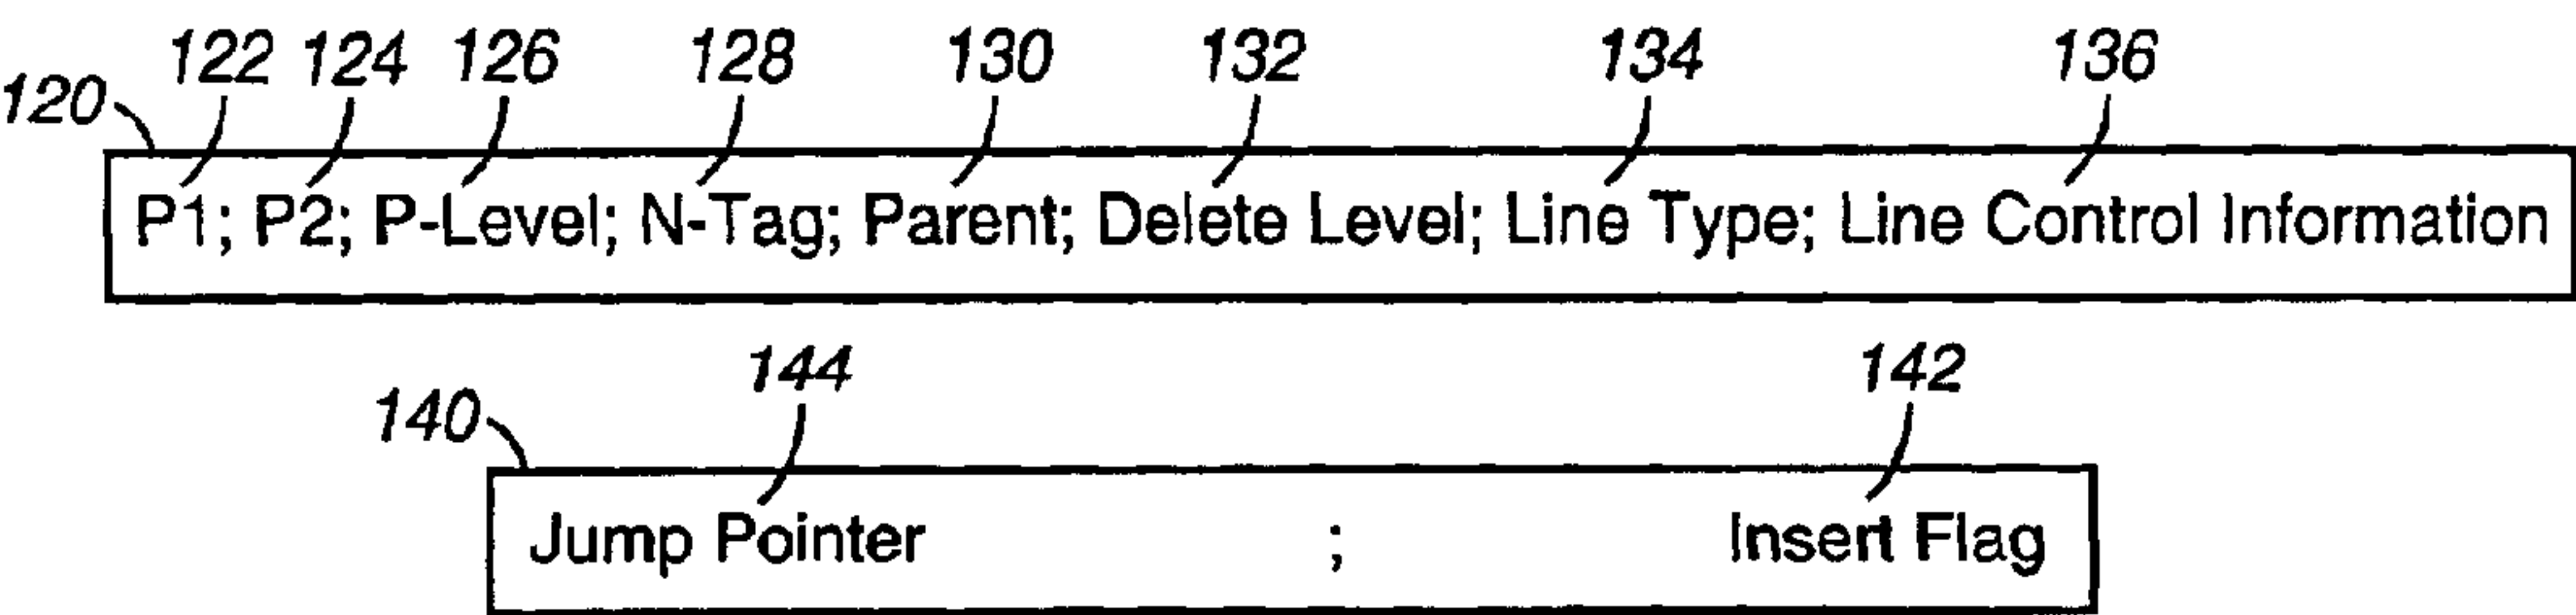 122 124 126 128 130 132 134 136
120
P1; P2; P-Level; N-Tag; Parent; Delete Level; Line Type; Line Control Information
144 142
140
Jump Pointer ; Insert Flag